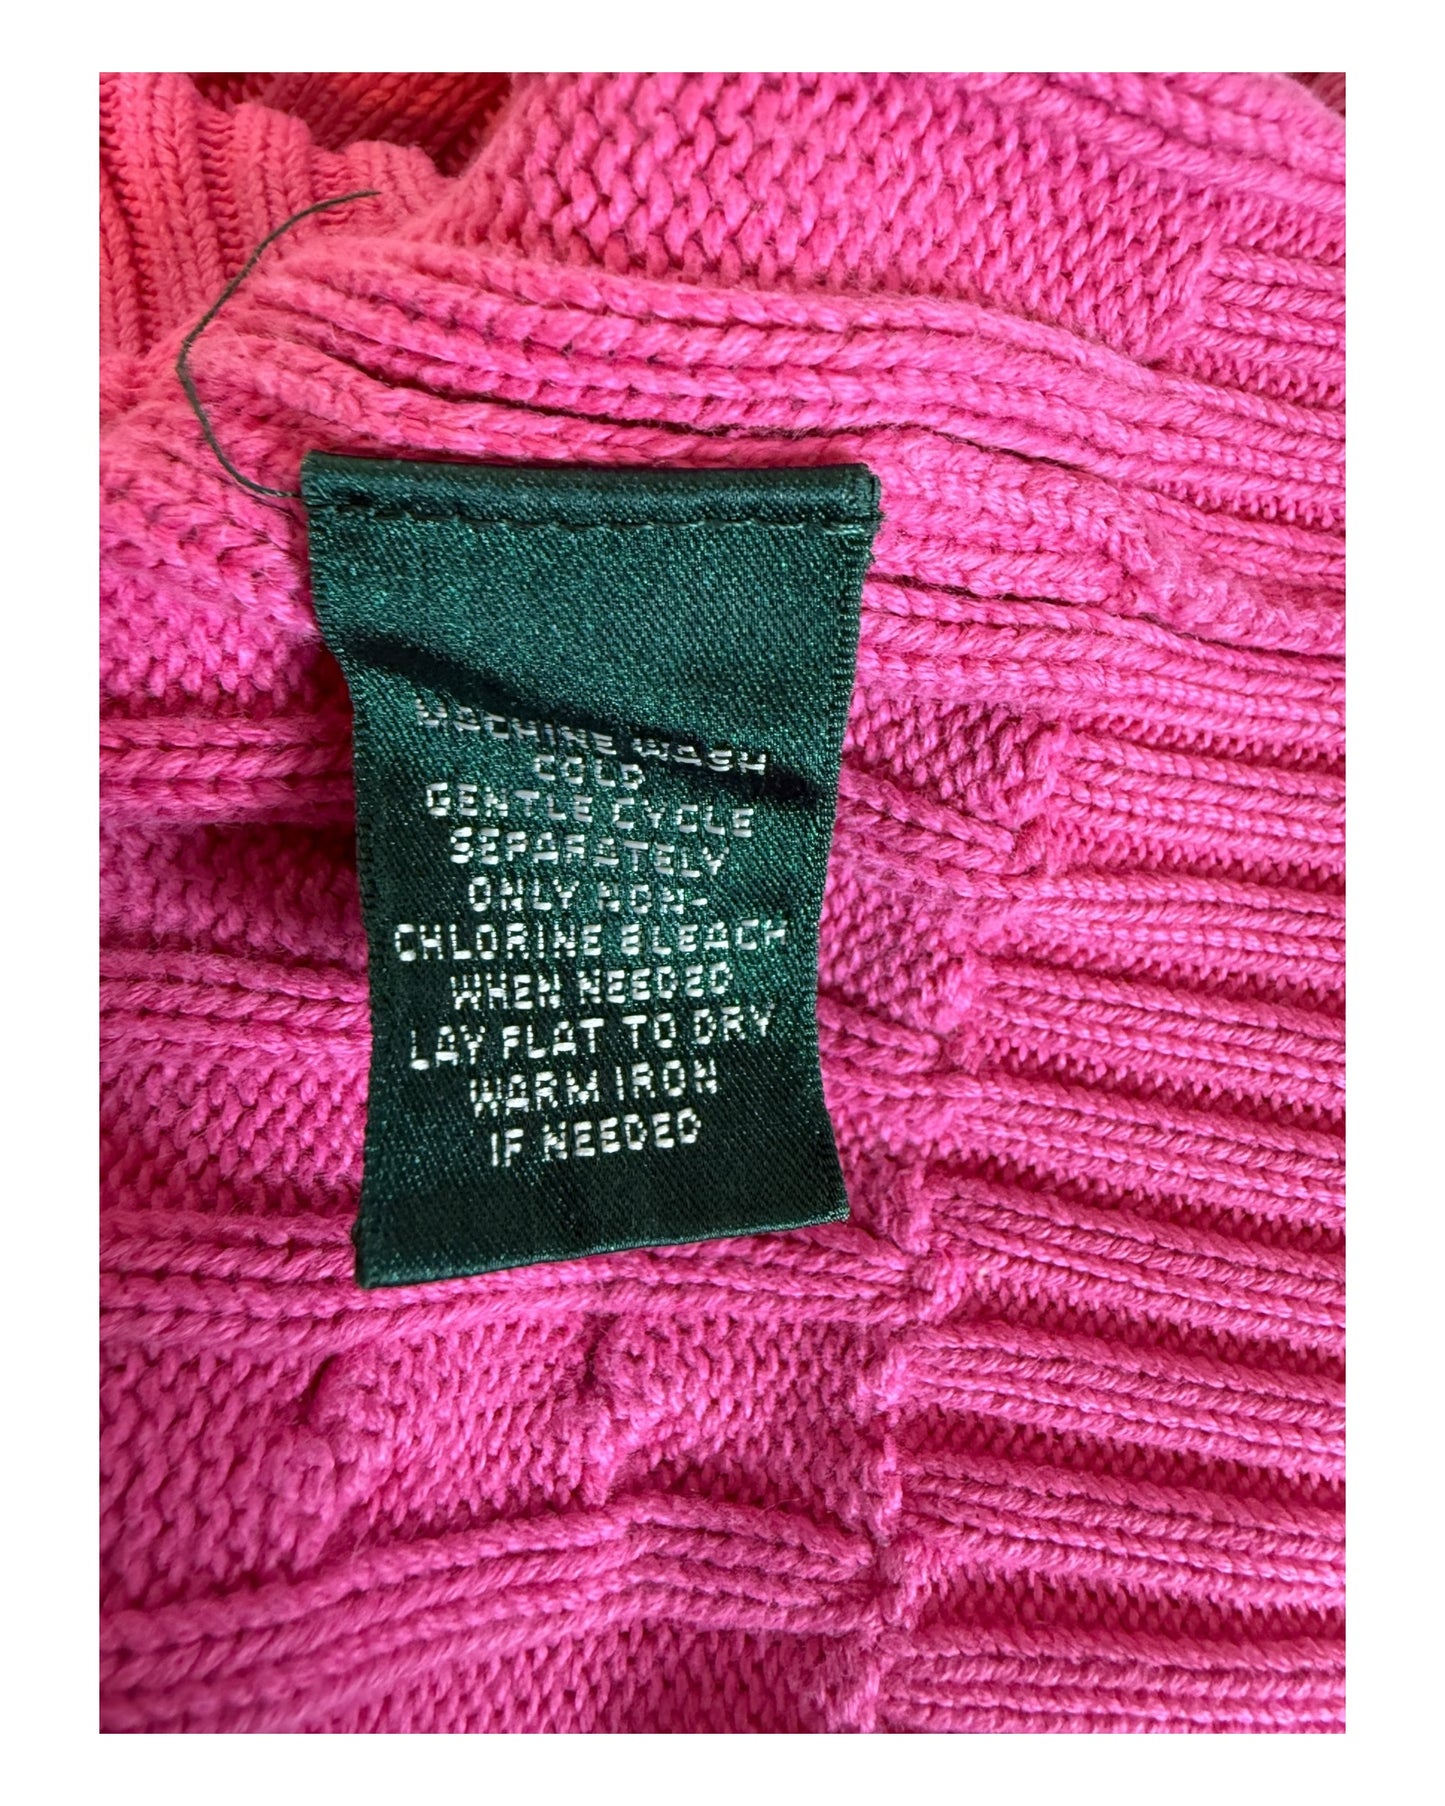 MACHINE WASH
COLD
GENTLE CYCLE
SEPARATELY
ONLY NON-
CHLORINE BLEACH
WHEN NEEDED
LAY FLAT TO DRY
WARM IRON
IF NEEDED